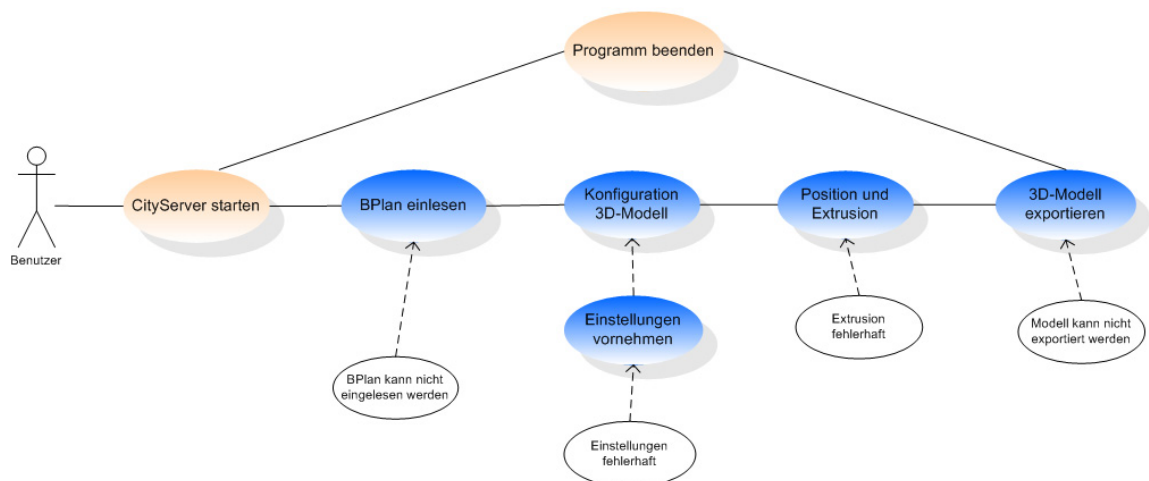 Programm beenden
Benutzer
CityServer starten
BPlan einlesen
Konfiguration
3D-Modell
Position und
Extrusion
3D-Modell
exportieren
Einstellungen
vornehmen
Extrusion
fehlerhaft
Modell kann nicht
exportiert werden
BPlan kann nicht
eingelesen werden
Einstellungen
fehlerhaft